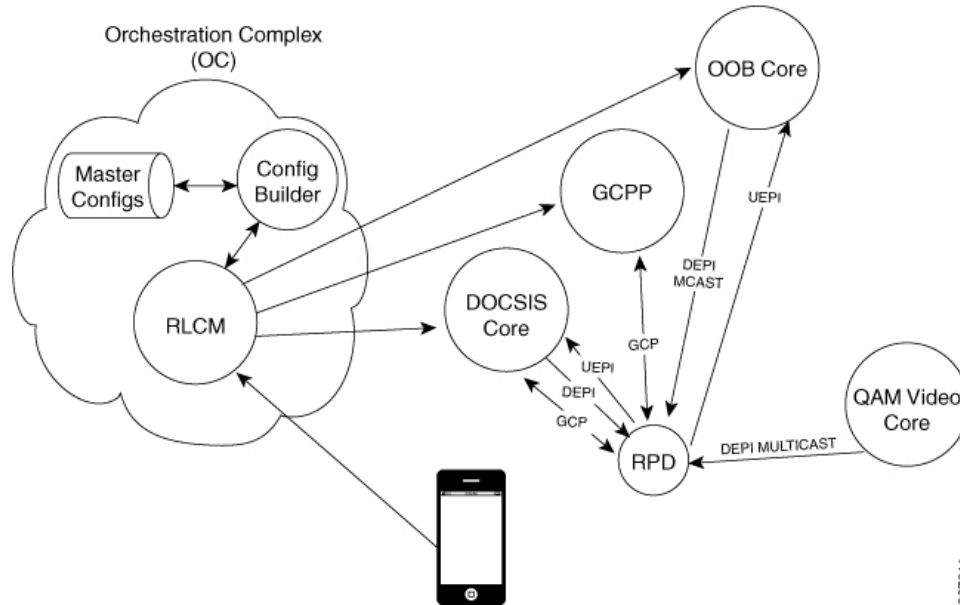 Orchestration Complex
(OC)
OOB Core
Master
Configs
Config
Builder
GCPP
UEPI
DEPI
MCAST
RLCM
DOCSIS
Core
GCP
UEPI
DEPI
GCP
QAM Video
Core
RPD
DEPI MULTICAST